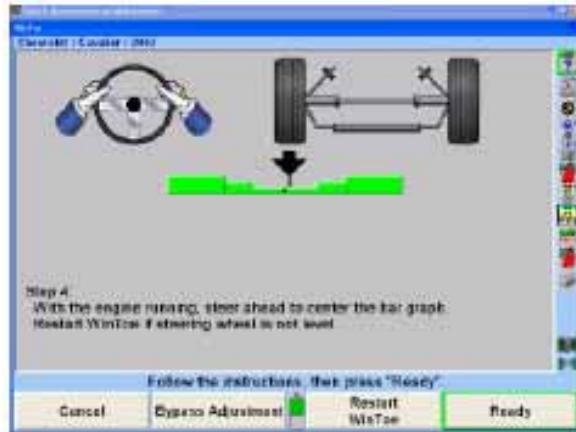 WinToe
Chevrolet : Cavalier : 2002
Step 4:
With the engine running, steer ahead to center the bar graph.
Restart WinToe if steering wheel is not level.
Follow the instructions, then press "Ready".
Cancel
Bypass Adjustment
Restart
WinToe
Ready